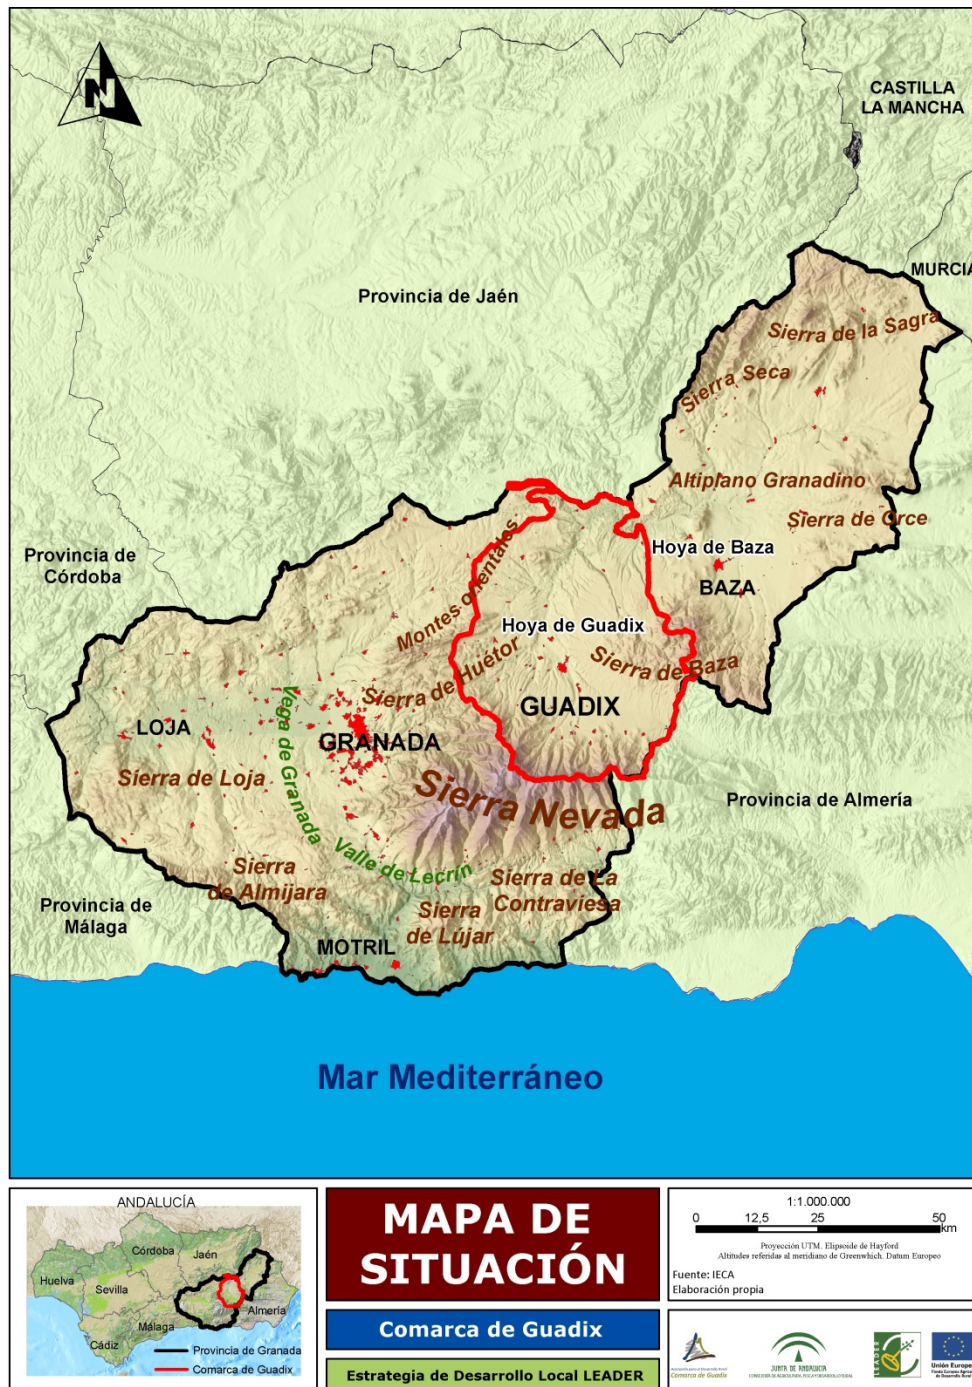 N
CASTILLA
LA MANCHA
MURCIA
Provincia de Jaén
Sierra de la Sagra
Sierra Seca
Altiplano Granadino
Sierra de Orce
Provincia de
Córdoba
Hoya de Baza
BAZA
Montes orientales
Hoya de Guadix
Sierra de Baza
Sierra de Huétor
GUADIX
LOJA
Vega de Granada
GRANADA
Sierra de Loja
Sierra Nevada
Provincia de Almería
Valle de Lecrín
Sierra
de Almijara
Sierra de La
Contraviesa
Sierra
de Lújar
Provincia de
Málaga
MOTRIL
Mar Mediterráneo
ANDALUCÍA
Córdoba
Jaén
Huelva
Sevilla
Almería
Málaga
Cádiz
Provincia de Granada
Comarca de Guadix
MAPA DE
SITUACIÓN
Comarca de Guadix
Estrategia de Desarrollo Local LEADER
1:1.000.000
0 12,5 25 50
km
Proyección UTM. Elipsoide de Hayford
Altitudes referidas al meridiano de Greenwhich. Datum Europeo
Fuente: IECA
Elaboración propia
Comarca de Guadix
JUNTA DE ANDALUCIA
LEADER
Unión Europea